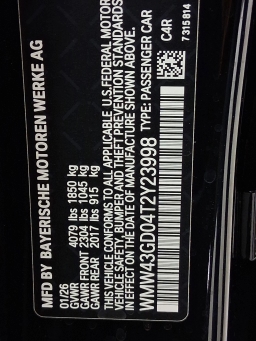 MFD BY BAYERISCHE MOTOREN WERKE AG
01/26
GVWR 4079 lbs 1850 kg
GAWR FRONT 2304 lbs 1045 kg
GAWR REAR 2017 lbs 915 kg
THIS VEHICLE CONFORMS TO ALL APPLICABLE U.S.FEDERAL MOTOR
VEHICLE SAFETY, BUMPER AND THEFT PREVENTION STANDARDS
IN EFFECT ON THE DATE OF MANUFACTURE SHOWN ABOVE.
WMW43GD04T2Y23998 TYPE: PASSENGER CAR
C4R
7315814